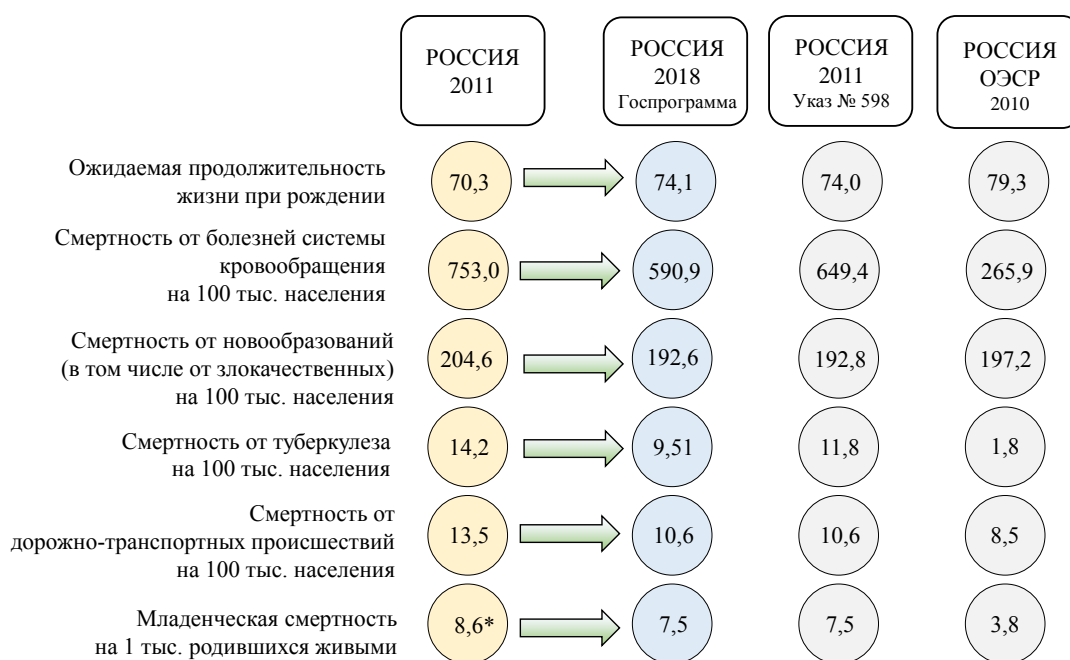 РОССИЯ
2011
РОССИЯ
2018
Госпрограмма
РОССИЯ
2011
Указ № 598
РОССИЯ
ОЭСР
2010
Ожидаемая продолжительность
жизни при рождении
70,3
74,1
74,0
79,3
Смертность от болезней системы
кровообращения
на 100 тыс. населения
753,0
590,9
649,4
265,9
Смертность от новообразований
(в том числе от злокачественных)
на 100 тыс. населения
204,6
192,6
192,8
197,2
Смертность от туберкулеза
на 100 тыс. населения
14,2
9,51
11,8
1,8
Смертность от
дорожно-транспортных происшествий
на 100 тыс. населения
13,5
10,6
10,6
8,5
Младенческая смертность
на 1 тыс. родившихся живыми
8,6*
7,5
7,5
3,8